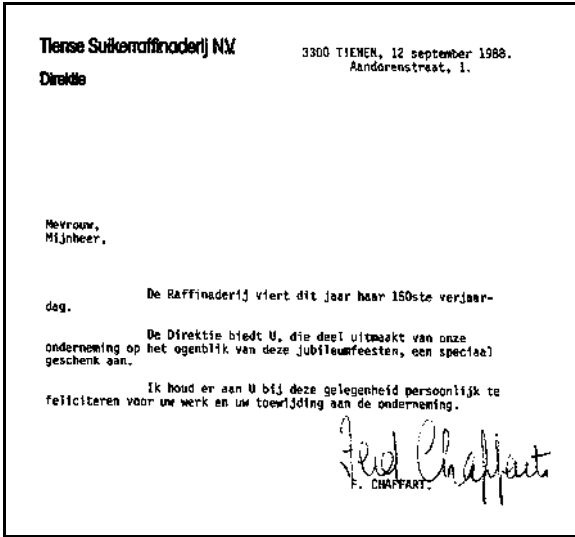 Tiense Suikerraffinaderij N.V.
3300 TIENEN, 12 september 1988.
Aandorenstraat, 1.
Direktie
Mevrouw,
Mijnheer,
De Raffinaderij viert dit jaar haar 150ste verjaar-
dag.
De Direktie biedt U, die deel uitmaakt van onze
onderneming op het ogenblik van deze jubileumfeesten, een speciaal
geschenk aan.
Ik houd er aan U bij deze gelegenheid persoonlijk te
feliciteren voor uw werk en uw toewijding aan de onderneming.
Fred Chaffart
F. CHAFFART.